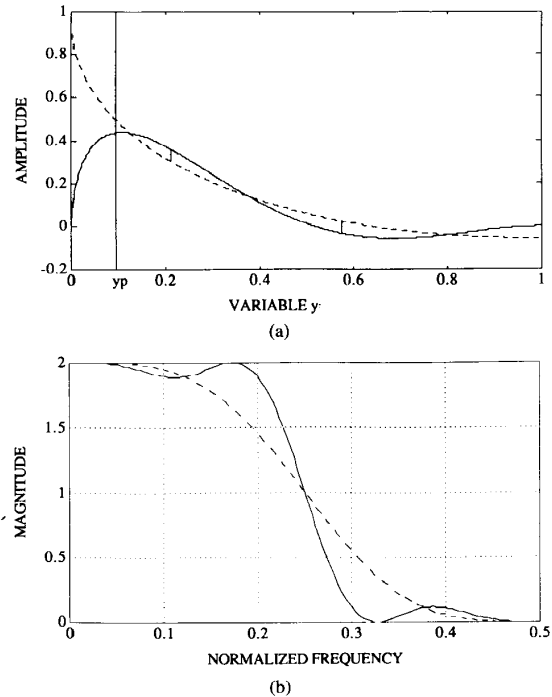 1
0.8
0.6
0.4
0.2
0
-0.2
AMPLITUDE
0 yp 0.2 0.4 0.6 0.8 1
VARIABLE y
(a)
2
1.5
1
0.5
0
MAGNITUDE
0 0.1 0.2 0.3 0.4 0.5
NORMALIZED FREQUENCY
(b)